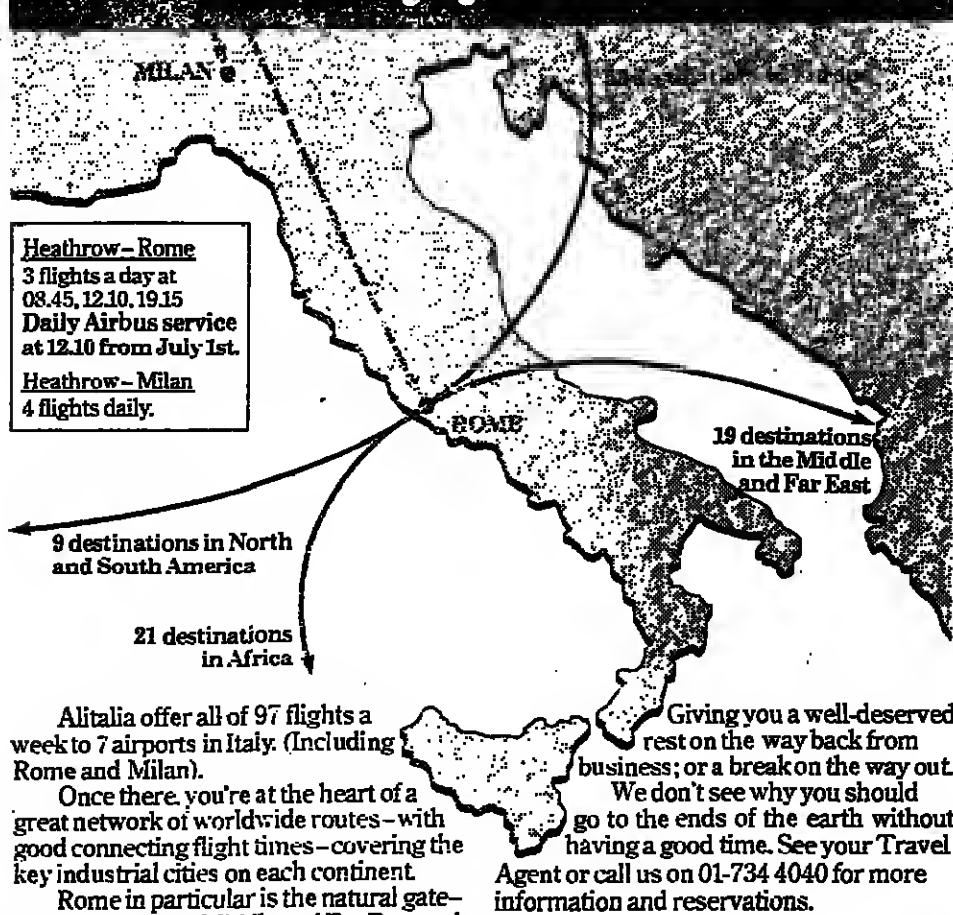 MILAN
Heathrow–Rome
3 flights a day at
08.45, 12.10, 19.15
Daily Airbus service
at 12.10 from July 1st.
Heathrow–Milan
4 flights daily.
ROME
19 destinations
in the Middle
and Far East
9 destinations in North
and South America
21 destinations
in Africa
Alitalia offer all of 97 flights a
week to 7 airports in Italy. (Including
Rome and Milan).
Once there, you're at the heart of a
great network of worldwide routes–with
good connecting flight times–covering the
key industrial cities on each continent.
Rome in particular is the natural gate–
Giving you a well-deserved
rest on the way back from
business; or a break on the way out.
We don't see why you should
go to the ends of the earth without
having a good time. See your Travel
Agent or call us on 01-734 4040 for more
information and reservations.